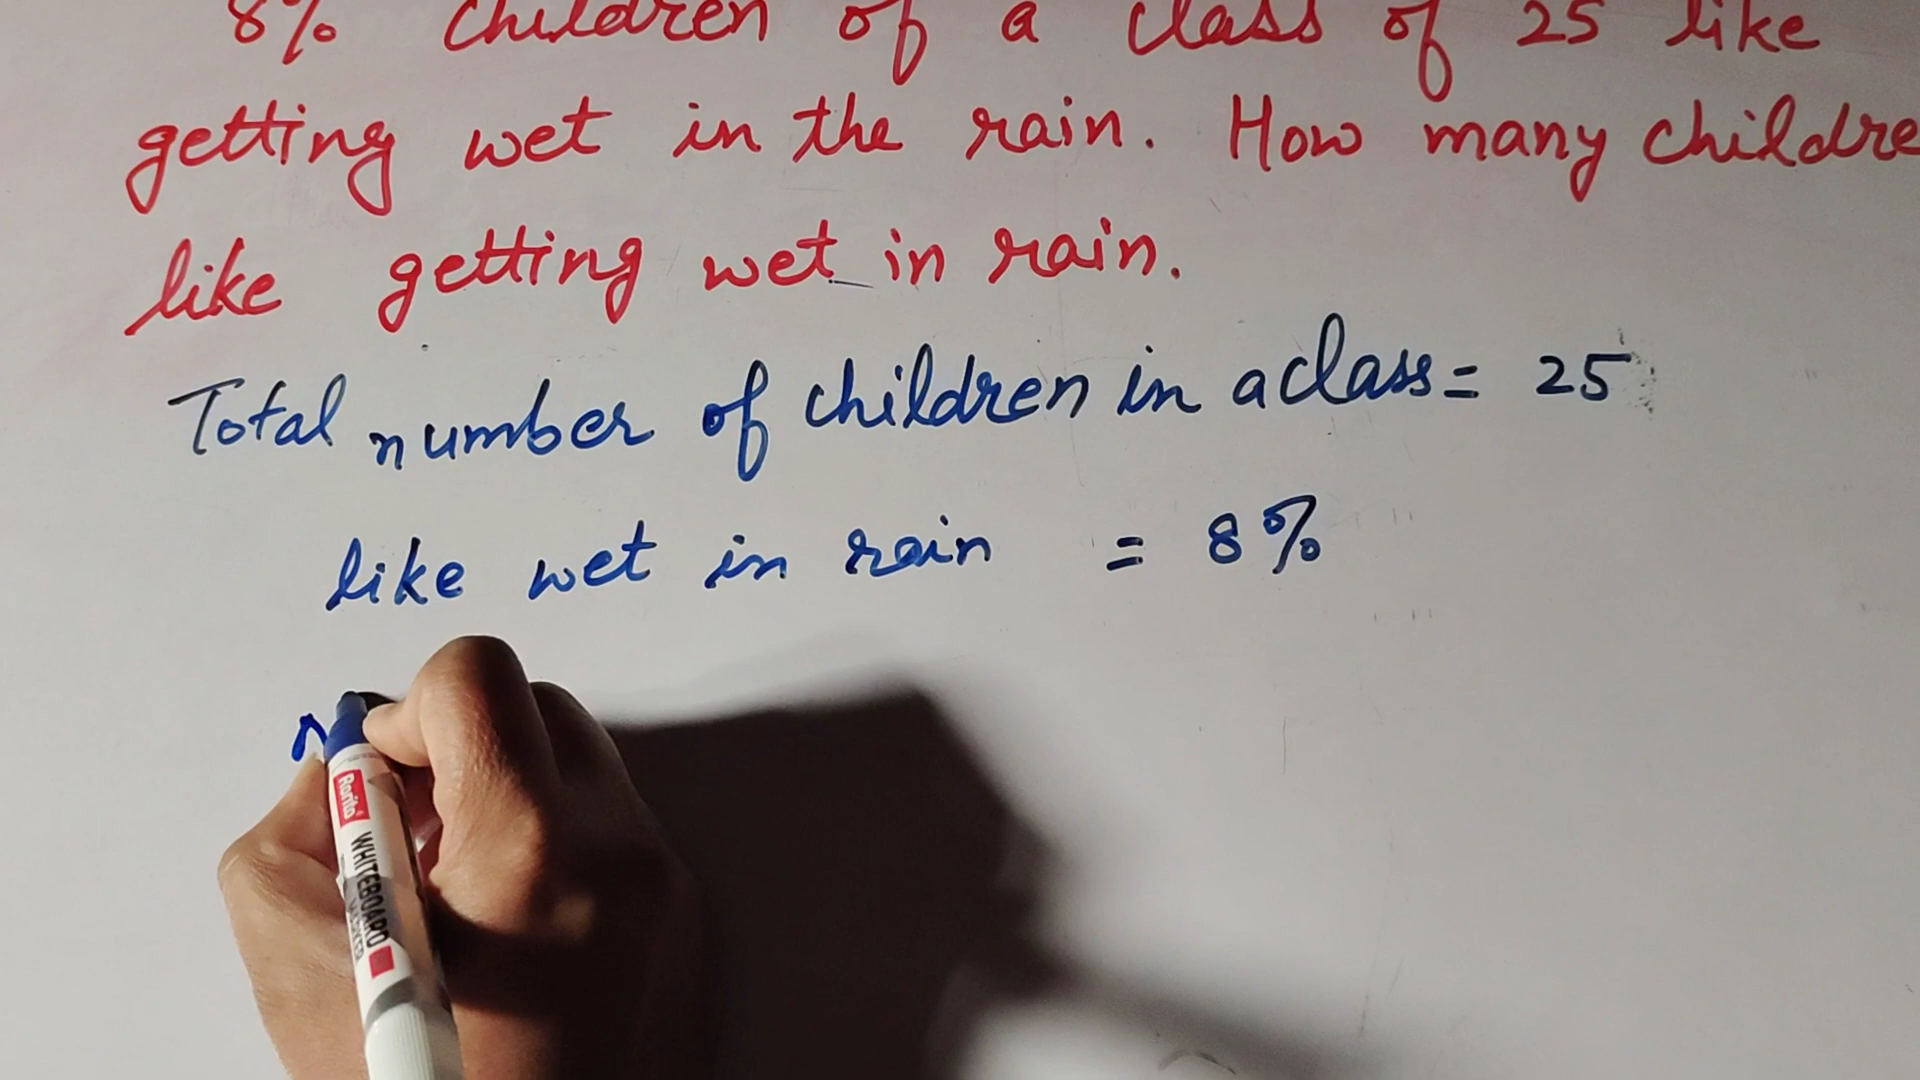 8% children of a class of 25 like
getting wet in the rain. How many childre
like getting wet in rain.
Total number of children in a class = 25
like wet in rain = 8%
Rorito
WHITEBOARD
MARKER